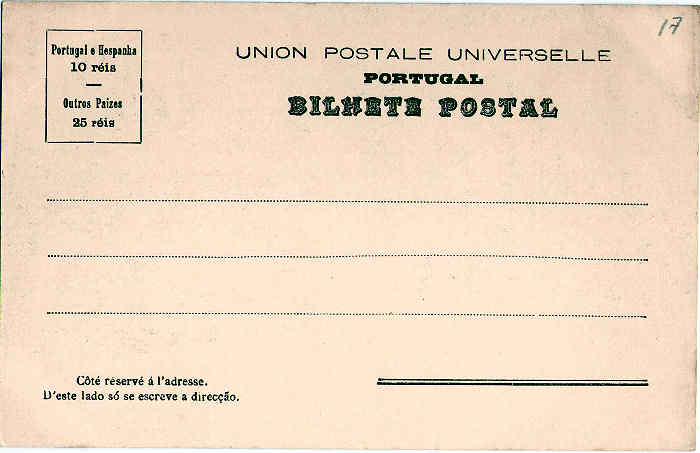 17
Portugal e Hespanha
10 réis
Outros Paizes
25 réis
UNION POSTALE UNIVERSELLE
PORTUGAL
BILHETE POSTAL
Côté réservé á l'adresse.
D'este lado só se escreve a direcção.